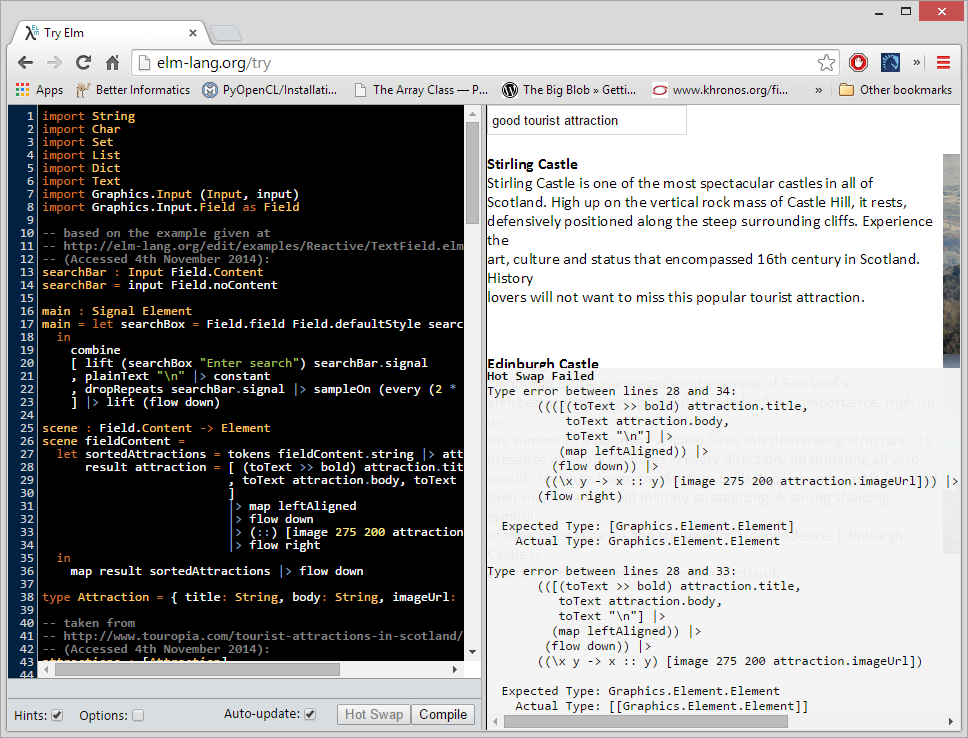 Try Elm
elm-lang.org/try
Apps Better Informatics PyOpenCL/Installati... The Array Class — P... The Big Blob » Getti... www.khronos.org/fi... » Other bookmarks
1 import String
2 import Char
3 import Set
4 import List
5 import Dict
6 import Text
7 import Graphics.Input (Input, input)
8 import Graphics.Input.Field as Field
9
10 -- based on the example given at
11 -- http://elm-lang.org/edit/examples/Reactive/TextField.elm
12 -- (Accessed 4th November 2014):
13 searchBar : Input Field.Content
14 searchBar = input Field.noContent
15
16 main : Signal Element
17 main = let searchBox = Field.field Field.defaultStyle searc
18 in
19 combine
20 [ lift (searchBox "Enter search") searchBar.signal
21 , plainText "\n" |> constant
22 , dropRepeats searchBar.signal |> sampleOn (every (2 *
23 ] |> lift (flow down)
24
25 scene : Field.Content -> Element
26 scene fieldContent =
27 let sortedAttractions = tokens fieldContent.string |> att
28 result attraction = [ (toText >> bold) attraction.tit
29 , toText attraction.body, toText
30 ]
31 |> map leftAligned
32 |> flow down
33 |> (::) [image 275 200 attraction
34 |> flow right
35 in
36 map result sortedAttractions |> flow down
37
38 type Attraction = { title: String, body: String, imageUrl:
39
40 -- taken from
41 -- http://www.touropia.com/tourist-attractions-in-scotland/
42 -- (Accessed 4th November 2014):
43 attractions : [Attraction]
44
Hints: Options: Auto-update: Hot Swap Compile
good tourist attraction
Stirling Castle
Stirling Castle is one of the most spectacular castles in all of
Scotland. High up on the vertical rock mass of Castle Hill, it rests,
defensively positioned along the steep surrounding cliffs. Experience
the
art, culture and status that encompassed 16th century in Scotland.
History
lovers will not want to miss this popular tourist attraction.
Edinburgh Castle
Hot Swap Failed
Type error between lines 28 and 34:
((([(toText >> bold) attraction.title,
toText attraction.body,
toText "\n"] |>
(map leftAligned)) |>
(flow down)) |>
((\x y -> x :: y) [image 275 200 attraction.imageUrl])) |>
(flow right)
Expected Type: [Graphics.Element.Element]
Actual Type: Graphics.Element.Element
Type error between lines 28 and 33:
(([(toText >> bold) attraction.title,
toText attraction.body,
toText "\n"] |>
(map leftAligned)) |>
(flow down)) |>
((\x y -> x :: y) [image 275 200 attraction.imageUrl])
Expected Type: Graphics.Element.Element
Actual Type: [[Graphics.Element.Element]]